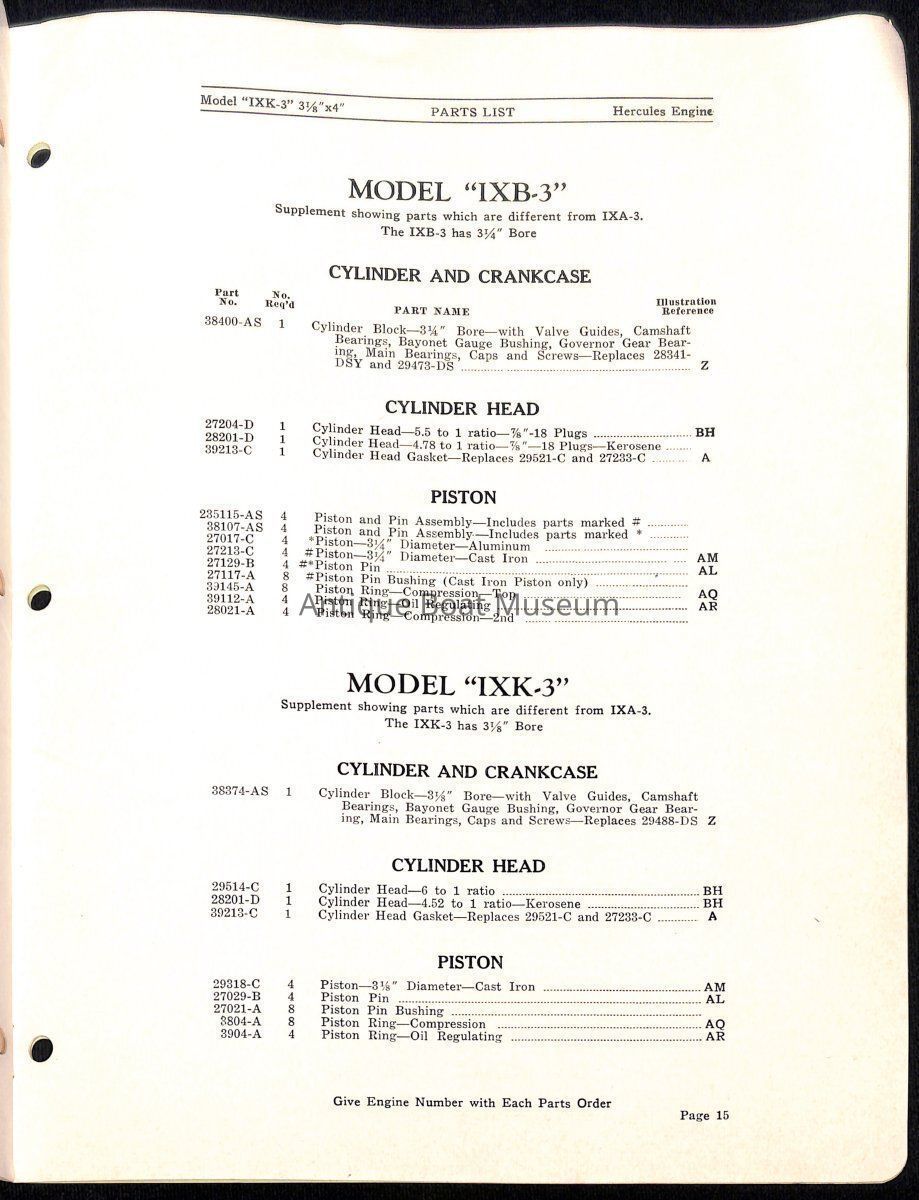 Model "IXK-3" 3⅛"x4" PARTS LIST Hercules Engine
MODEL "IXB-3"
Supplement showing parts which are different from IXA-3.
The IXB-3 has 3¼" Bore
CYLINDER AND CRANKCASE
Part No. No. Req'd PART NAME Illustration Reference
38400-AS 1 Cylinder Block—3¼" Bore—with Valve Guides, Camshaft
Bearings, Bayonet Gauge Bushing, Governor Gear Bear-
ing, Main Bearings, Caps and Screws—Replaces 28341-
DSY and 29473-DS Z
CYLINDER HEAD
27204-D 1 Cylinder Head—5.5 to 1 ratio—⅞"-18 Plugs BH
28201-D 1 Cylinder Head—4.78 to 1 ratio—⅞"—18 Plugs—Kerosene
39213-C 1 Cylinder Head Gasket—Replaces 29521-C and 27233-C A
PISTON
235115-AS 4 Piston and Pin Assembly—Includes parts marked #
38107-AS 4 Piston and Pin Assembly—Includes parts marked *
27017-C 4 *Piston—3¼" Diameter—Aluminum
27213-C 4 #Piston—3¼" Diameter—Cast Iron AM
27129-B 4 #*Piston Pin AL
27117-A 8 #Piston Pin Bushing (Cast Iron Piston only)
39145-A 8 Piston Ring—Compression—Top AQ
39112-A 4 Piston Ring—Oil Regulating AR
28021-A 4 Piston Ring—Compression—2nd
Antique Boat Museum
MODEL "IXK-3"
Supplement showing parts which are different from IXA-3.
The IXK-3 has 3⅛" Bore
CYLINDER AND CRANKCASE
38374-AS 1 Cylinder Block—3⅛" Bore—with Valve Guides, Camshaft
Bearings, Bayonet Gauge Bushing, Governor Gear Bear-
ing, Main Bearings, Caps and Screws—Replaces 29488-DS Z
CYLINDER HEAD
29514-C 1 Cylinder Head—6 to 1 ratio BH
28201-D 1 Cylinder Head—4.52 to 1 ratio—Kerosene BH
39213-C 1 Cylinder Head Gasket—Replaces 29521-C and 27233-C A
PISTON
29318-C 4 Piston—3⅛" Diameter—Cast Iron AM
27029-B 4 Piston Pin AL
27021-A 8 Piston Pin Bushing
3804-A 8 Piston Ring—Compression AQ
3904-A 4 Piston Ring—Oil Regulating AR
Give Engine Number with Each Parts Order
Page 15